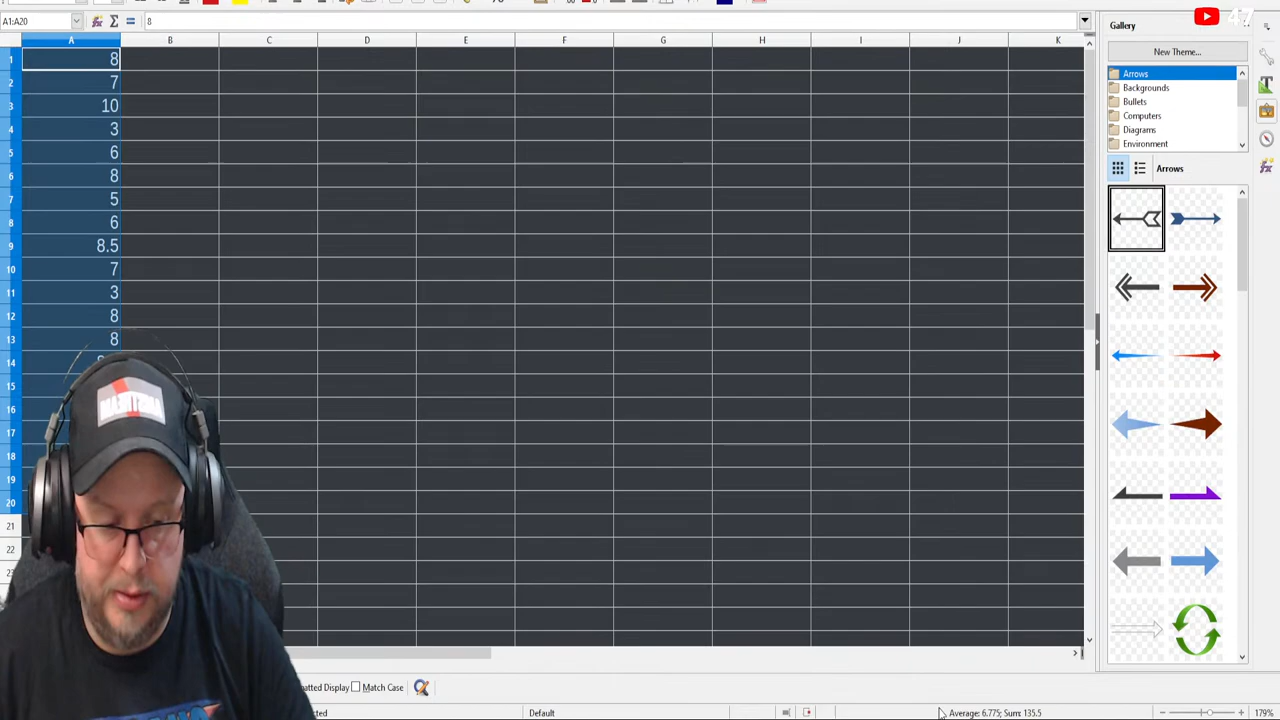 A1:A20 8
47
Gallery
A B C D E F G H I J K
New Theme...
Arrows
Backgrounds
Bullets
Computers
Diagrams
Environment
Arrows
1 8
2 7
3 10
4 3
5 6
6 8
7 5
8 6
9 8.5
10 7
11 3
12 8
13 8
14
15
16
17
18
19
20
21
22
Match Case
Default
Average: 6.775; Sum: 135.5
179%